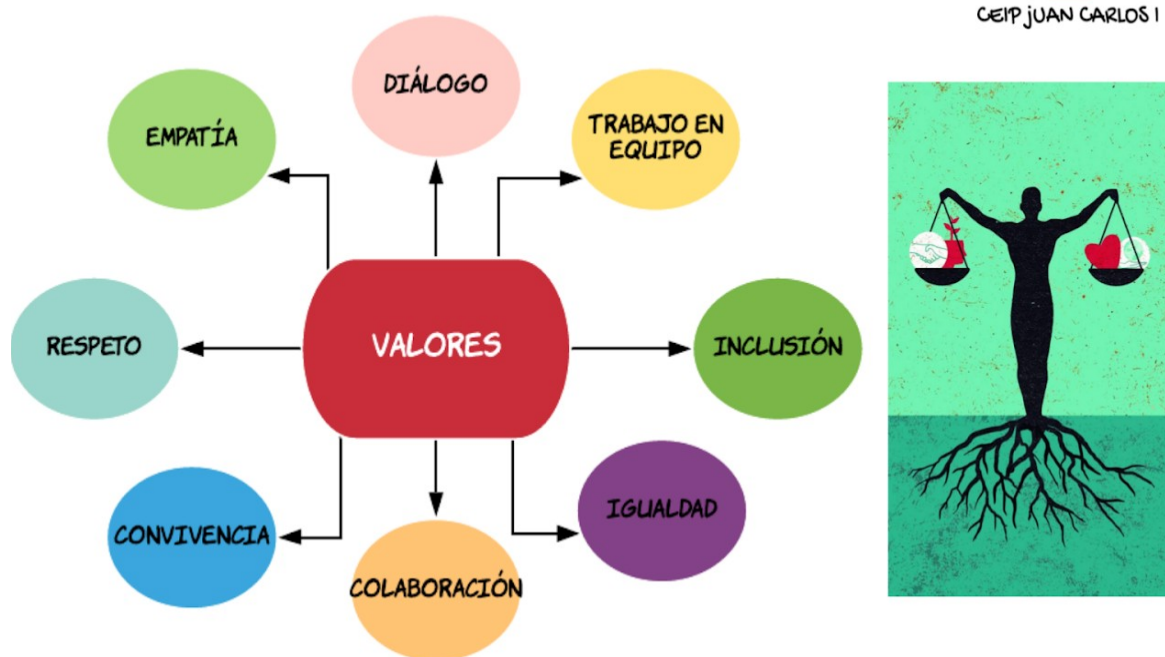 CEIP JUAN CARLOS I
DIÁLOGO
EMPATÍA
TRABAJO EN
EQUIPO
RESPETO
VALORES
INCLUSIÓN
CONVIVENCIA
IGUALDAD
COLABORACIÓN